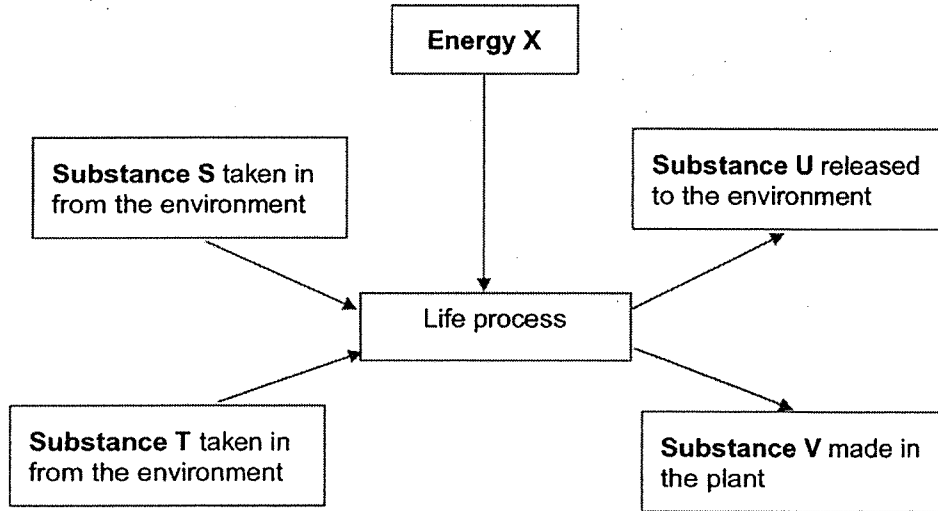 Energy X
Substance S taken in
from the environment
Substance U released
to the environment
Life process
Substance T taken in
from the environment
Substance V made in
the plant